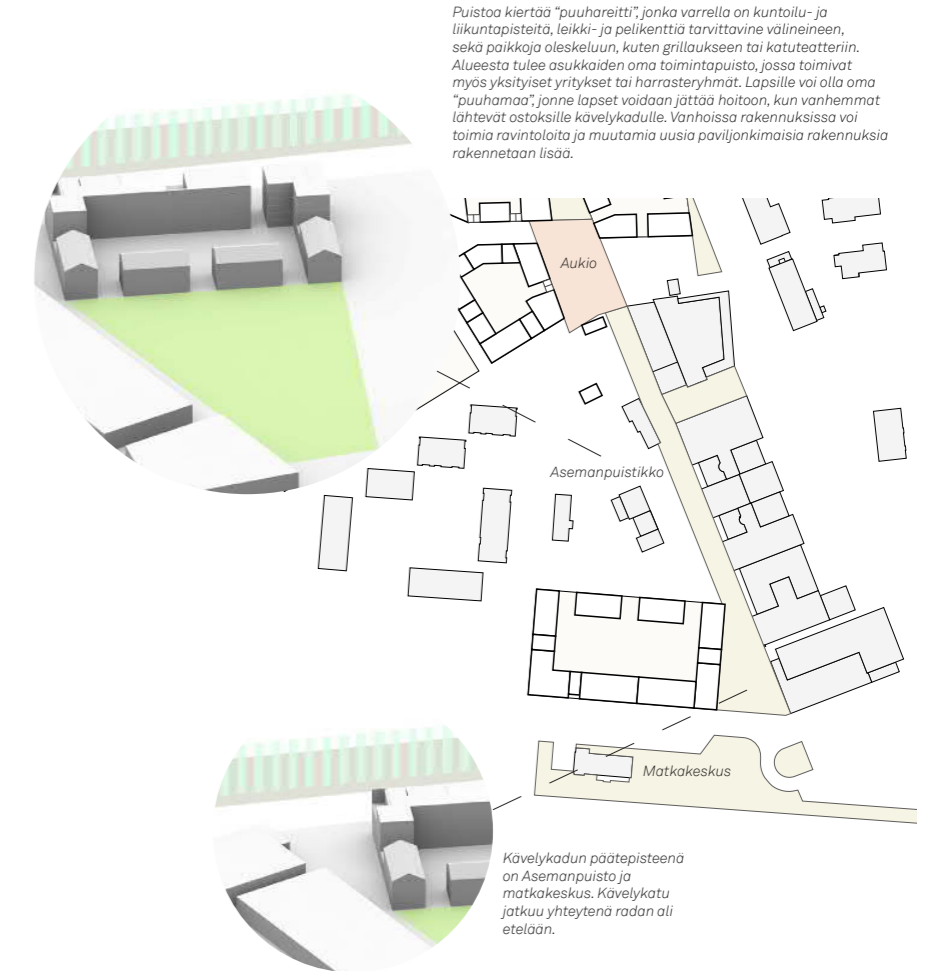 Puistoa kiertää “puuhareitti”, jonka varrella on kuntoilu- ja
liikuntapisteitä, leikki- ja pelikenttiä tarvittavine välineineen,
sekä paikkoja oleskeluun, kuten grillaukseen tai katuteatteriin.
Alueesta tulee oma asukkaiden toimintapuisto, jossa toimivat
myös yksityiset yritykset tai harrasteryhmät. Lapsille voi olla oma
“puuhamaa”, jonne lapset voidaan jättää hoitoon, kun vanhemmat
lähtevät ostoksille kävelykadulle. Vanhoissa rakennuksissa voi
toimia ravintoloita ja muutamia uusia paviljonkimaisia rakennuksia
rakennetaan lisää.
Aukio
Asemanpuistikko
Matkakeskus
Kävelykadun päätepisteenä
on Asemanpuisto ja
matkakeskus. Kävelykatu
jatkuu yhteytenä radan ali
etelään.